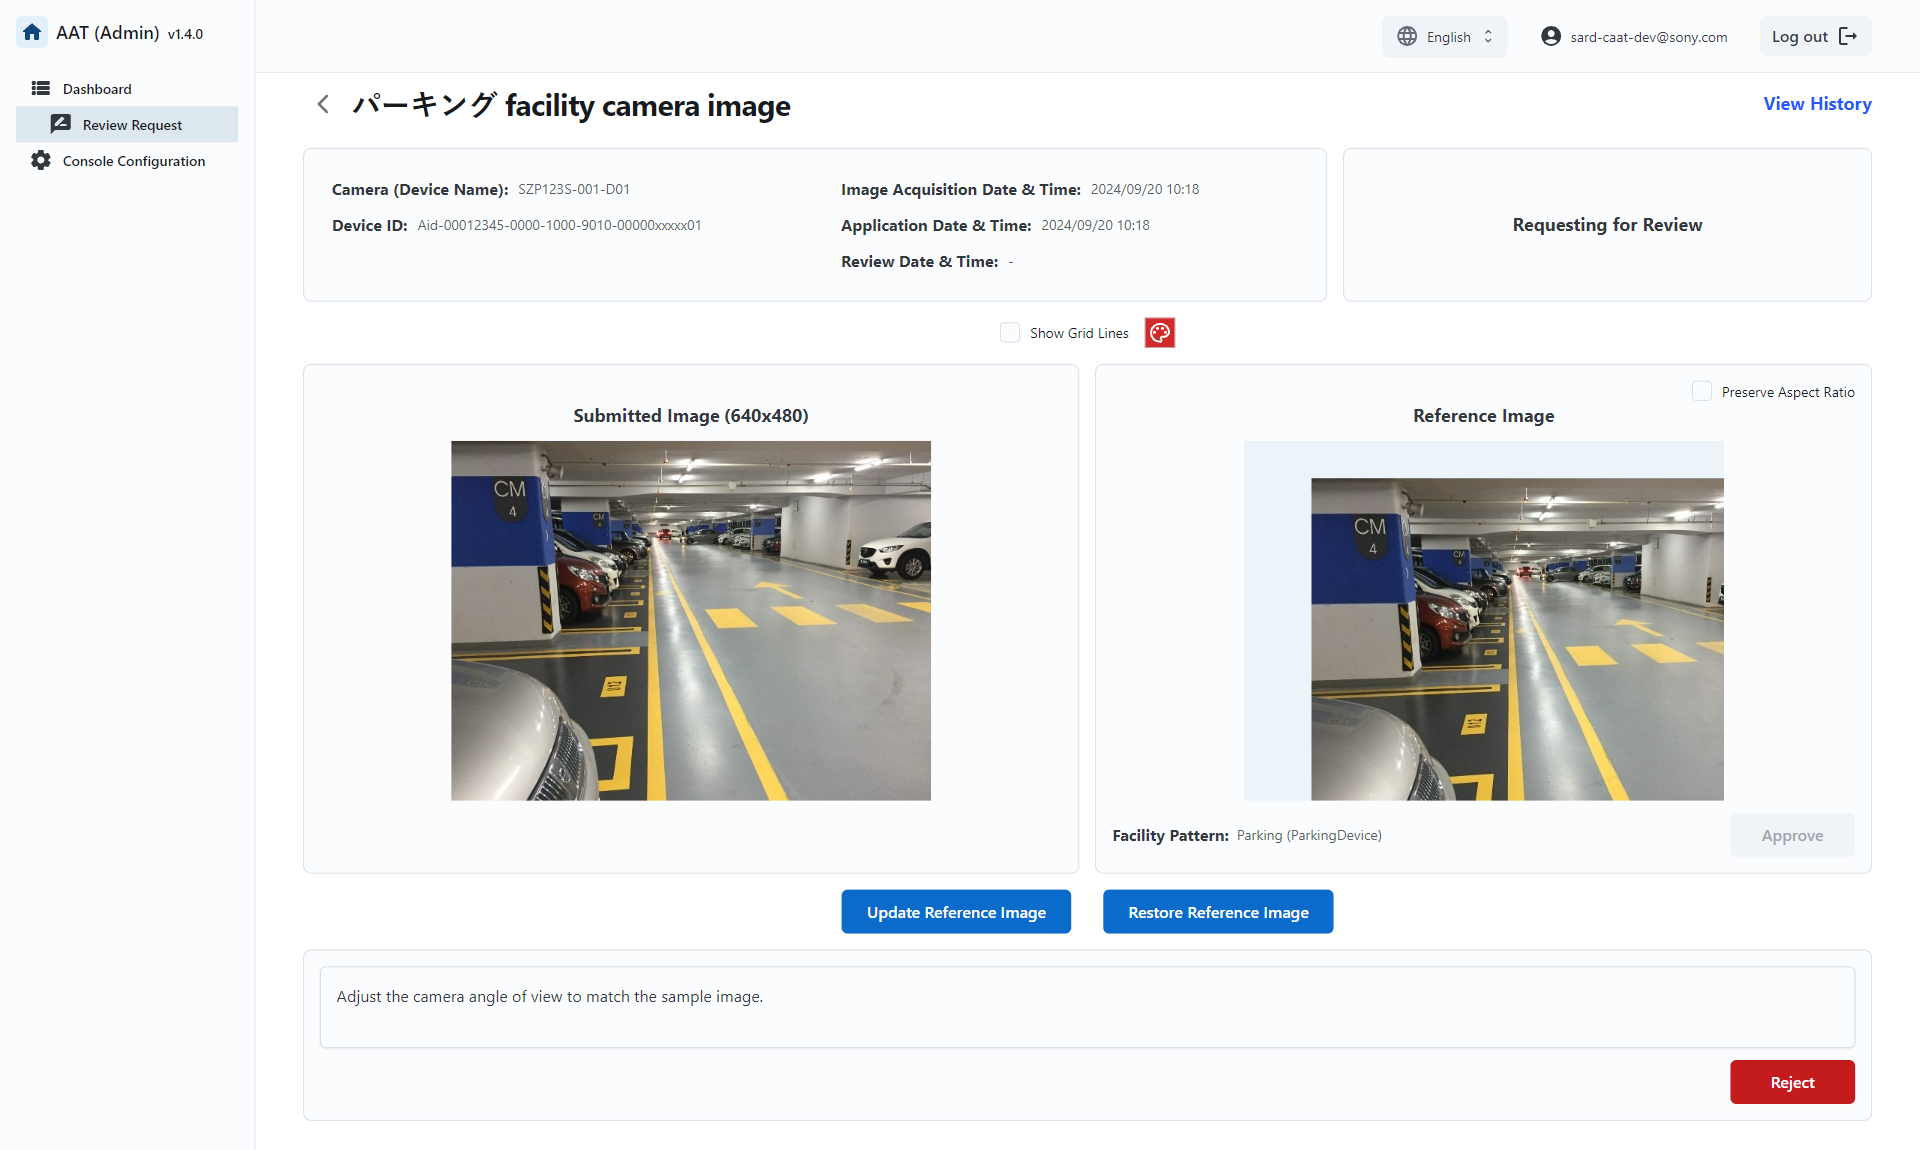 AAT (Admin) v1.4.0
English
sard-caat-dev@sony.com
Log out
Dashboard
Review Request
Console Configuration
パーキング facility camera image
View History
Camera (Device Name): SZP123S-001-D01
Device ID: Aid-00012345-0000-1000-9010-00000xxxxx01
Image Acquisition Date & Time: 2024/09/20 10:18
Application Date & Time: 2024/09/20 10:18
Review Date & Time: -
Requesting for Review
Show Grid Lines
Submitted Image (640x480)
CM
4
CM
Preserve Aspect Ratio
Reference Image
CM
4
CM
Facility Pattern: Parking (ParkingDevice)
Approve
Update Reference Image
Restore Reference Image
Adjust the camera angle of view to match the sample image.
Reject